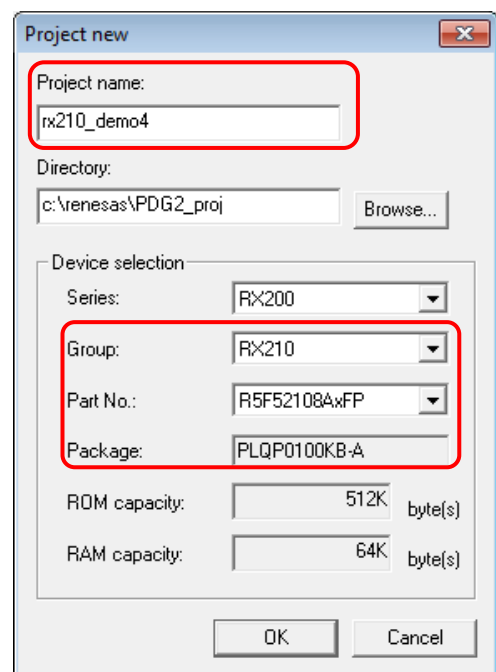 Project new
Project name:
rx210_demo4
Directory:
c:\renesas\PDG2_proj
Browse...
Device selection
Series:
RX200
Group:
RX210
Part No.:
R5F52108AxFP
Package:
PLQP0100KB-A
ROM capacity:
512K
byte(s)
RAM capacity:
64K
byte(s)
OK
Cancel